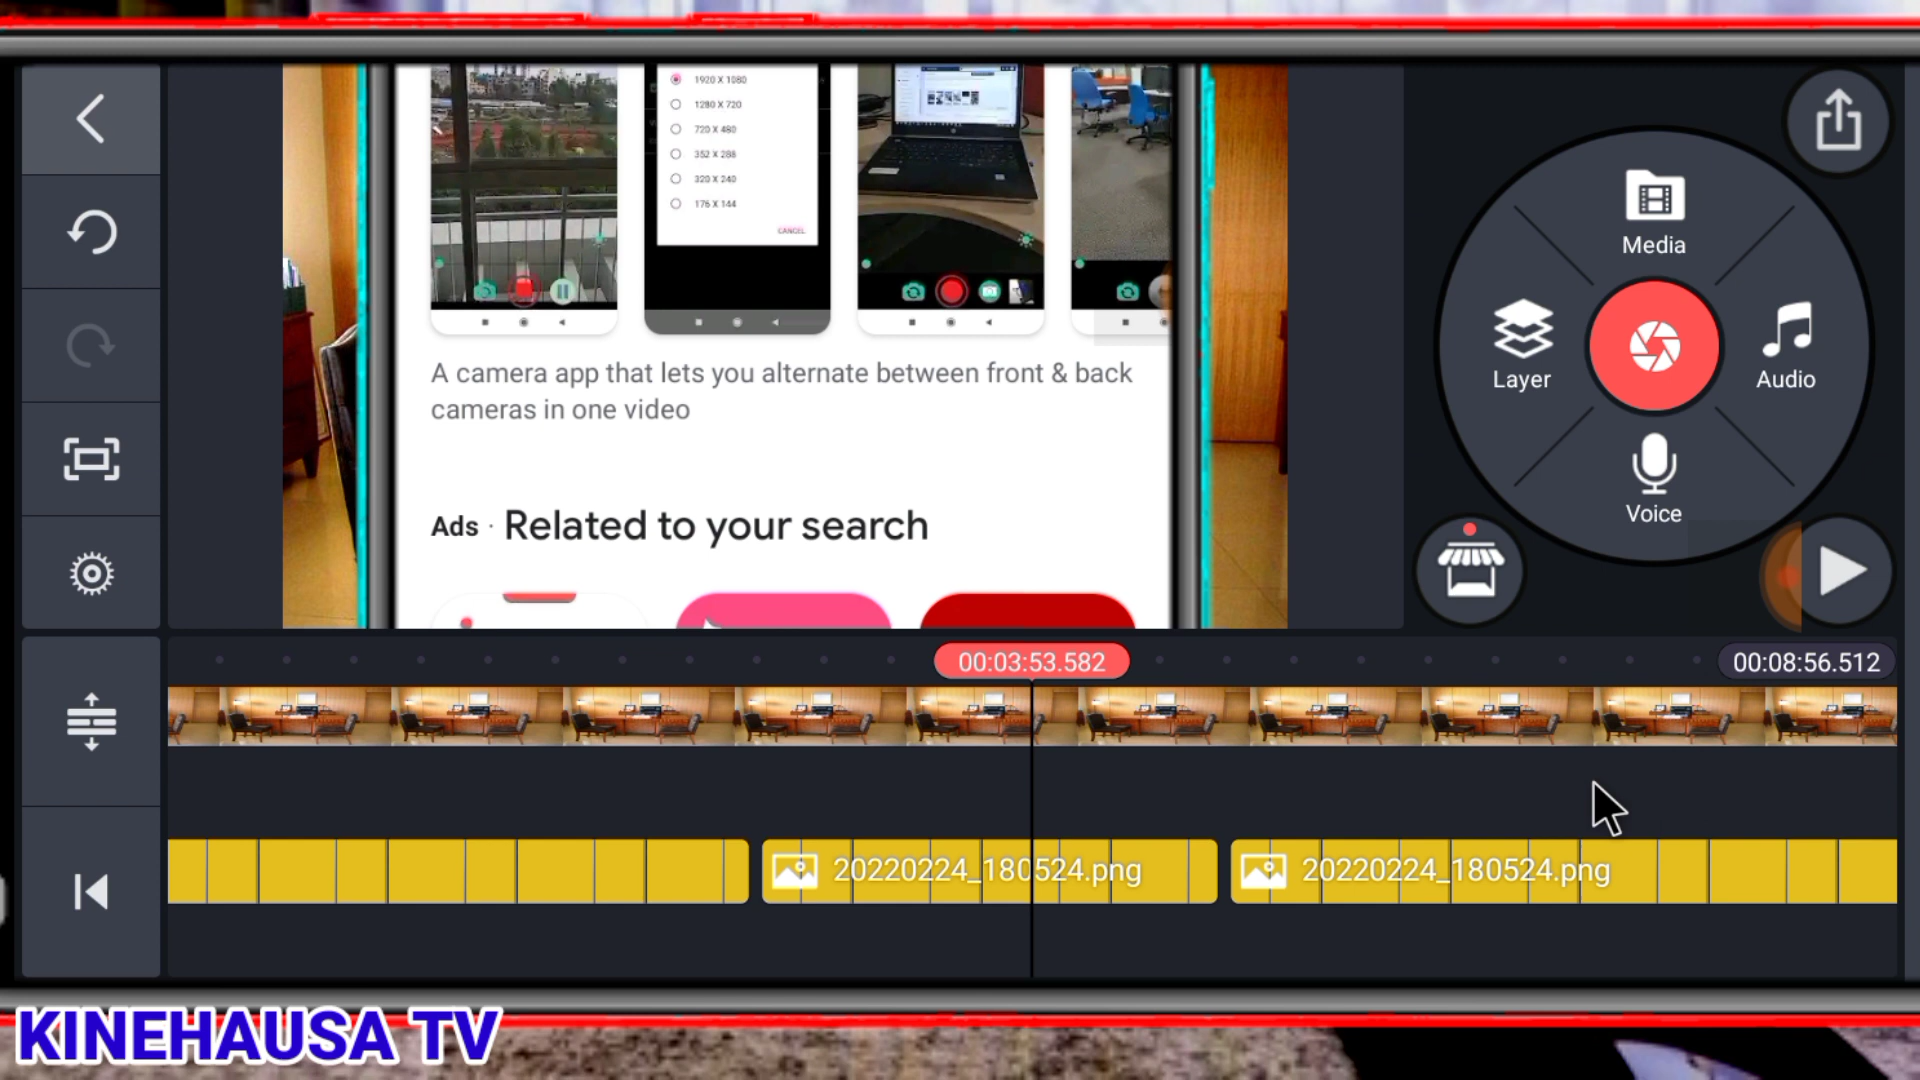 1920 X 1080
1280 X 720
720 X 480
352 X 288
320 X 240
176 X 144
CANCEL
A camera app that lets you alternate between front & back
cameras in one video
Ads · Related to your search
Media
Layer
Audio
Voice
00:03:53.582
00:08:56.512
20220224_180524.png
20220224_180524.png
KINEHAUSA TV